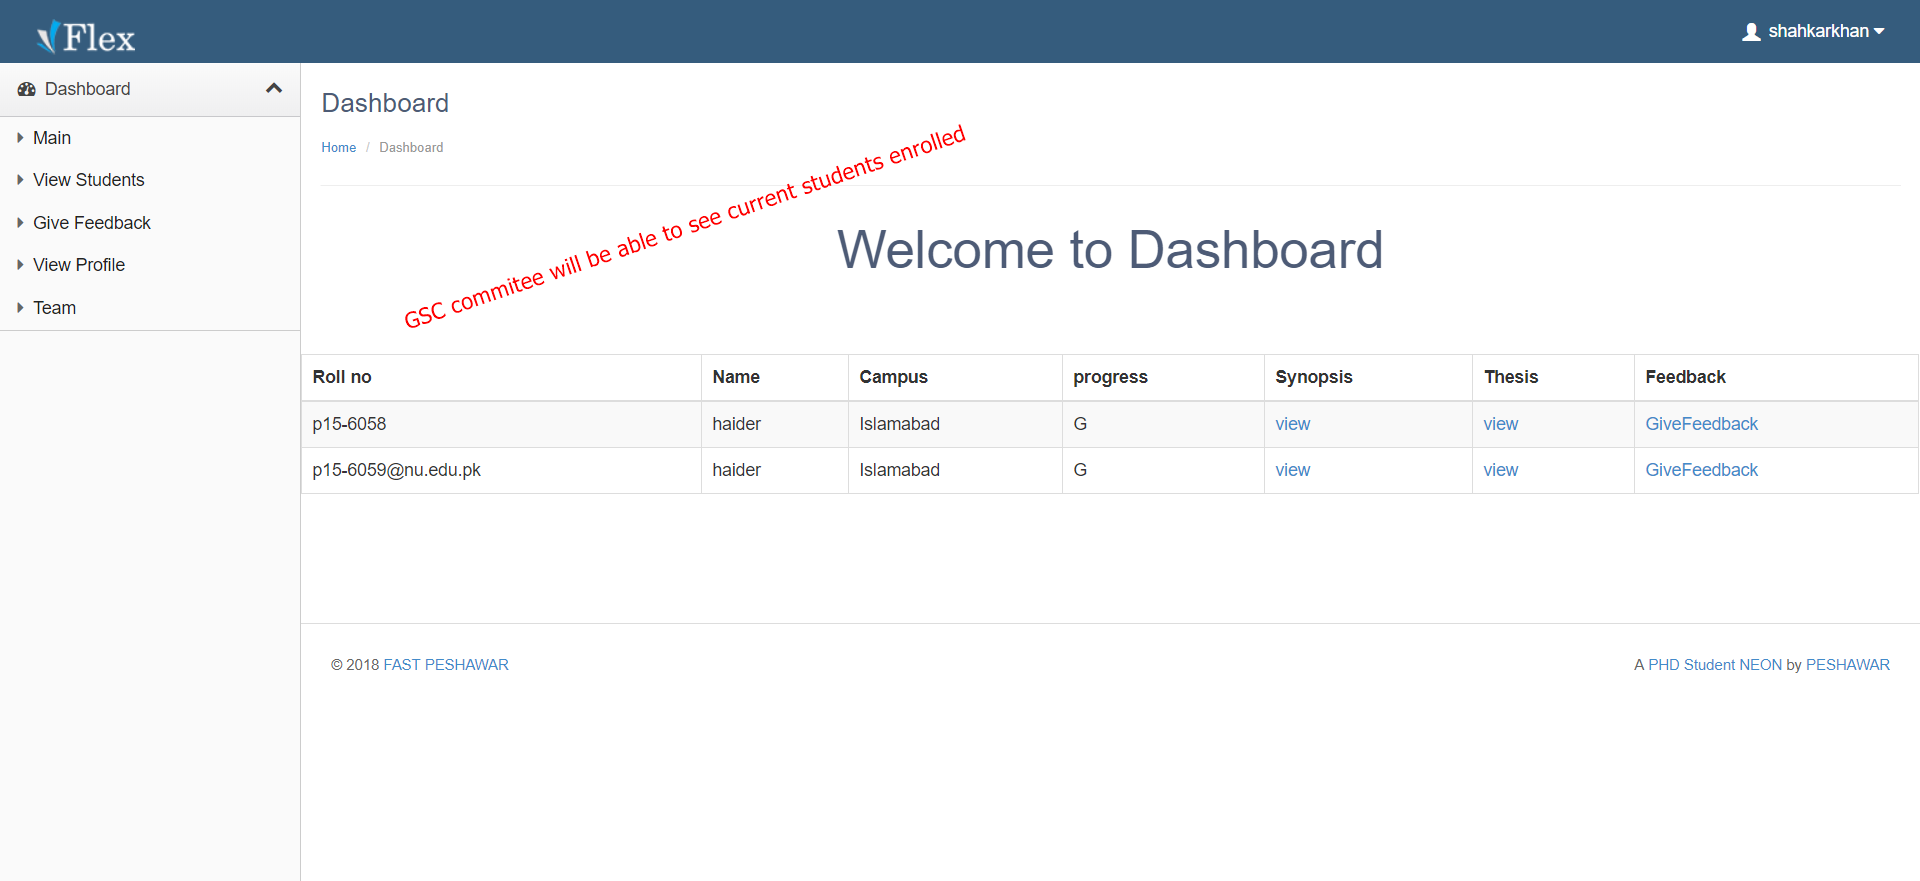 Flex
shahkarkhan
Dashboard
Main
View Students
Give Feedback
View Profile
Team
Dashboard
Home / Dashboard
GSC commitee will be able to see current students enrolled
Welcome to Dashboard
Roll no Name Campus progress Synopsis Thesis Feedback
p15-6058 haider Islamabad G view view GiveFeedback
p15-6059@nu.edu.pk haider Islamabad G view view GiveFeedback
© 2018 FAST PESHAWAR
A PHD Student NEON by PESHAWAR